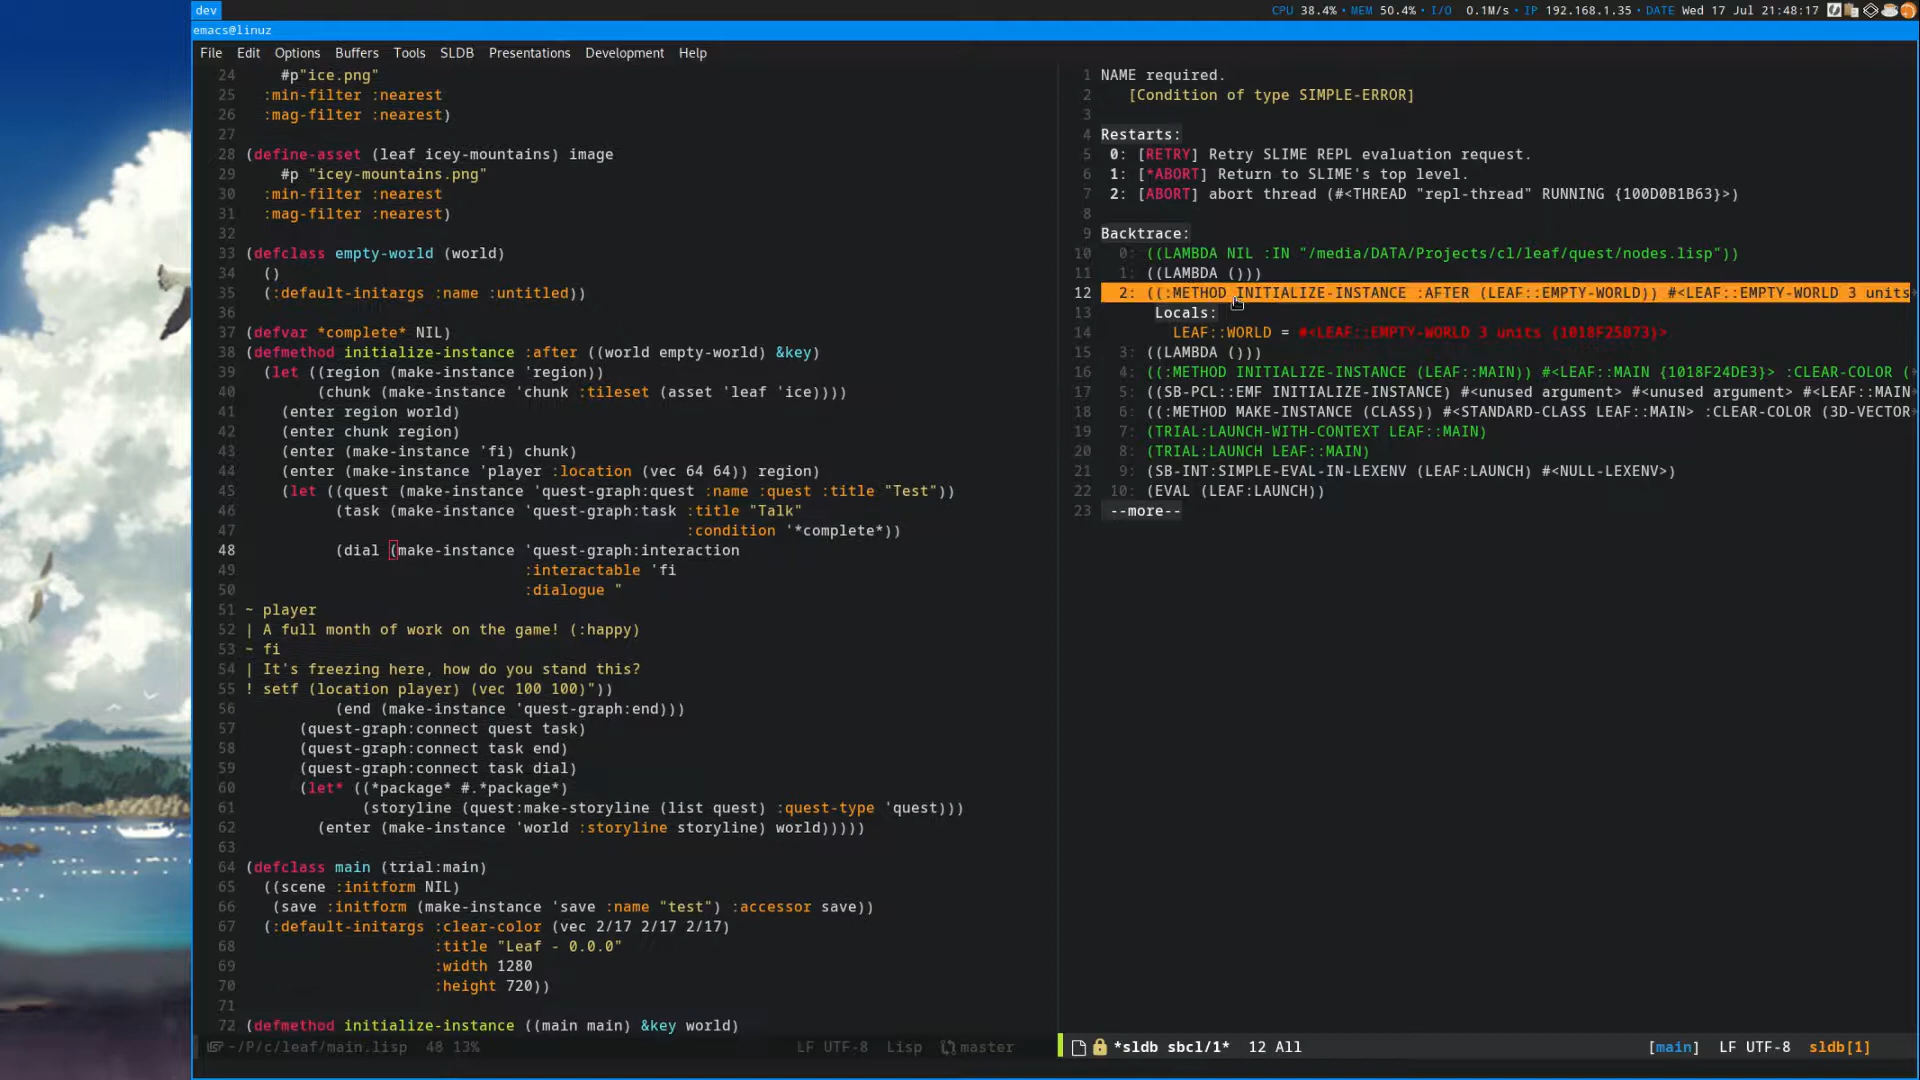 dev
CPU 38.4% · MEM 50.4% · I/O 0.1M/s · IP 192.168.1.35 · DATE Wed 17 Jul 21:48:17
emacs@linuz
File Edit Options Buffers Tools SLDB Presentations Development Help
24 #p"ice.png"
25 :min-filter :nearest
26 :mag-filter :nearest)
27
28 (define-asset (leaf icey-mountains) image
29 #p "icey-mountains.png"
30 :min-filter :nearest
31 :mag-filter :nearest)
32
33 (defclass empty-world (world)
34 ()
35 (:default-initargs :name :untitled))
36
37 (defvar *complete* NIL)
38 (defmethod initialize-instance :after ((world empty-world) &key)
39 (let ((region (make-instance 'region))
40 (chunk (make-instance 'chunk :tileset (asset 'leaf 'ice))))
41 (enter region world)
42 (enter chunk region)
43 (enter (make-instance 'fi) chunk)
44 (enter (make-instance 'player :location (vec 64 64)) region)
45 (let ((quest (make-instance 'quest-graph:quest :name :quest :title "Test"))
46 (task (make-instance 'quest-graph:task :title "Talk"
47 :condition '*complete*))
48 (dial (make-instance 'quest-graph:interaction
49 :interactable 'fi
50 :dialogue "
51 ~ player
52 | A full month of work on the game! (:happy)
53 ~ fi
54 | It's freezing here, how do you stand this?
55 ! setf (location player) (vec 100 100)"))
56 (end (make-instance 'quest-graph:end)))
57 (quest-graph:connect quest task)
58 (quest-graph:connect task end)
59 (quest-graph:connect task dial)
60 (let* ((*package* #.*package*)
61 (storyline (quest:make-storyline (list quest) :quest-type 'quest)))
62 (enter (make-instance 'world :storyline storyline) world)))))
63
64 (defclass main (trial:main)
65 ((scene :initform NIL)
66 (save :initform (make-instance 'save :name "test") :accessor save))
67 (:default-initargs :clear-color (vec 2/17 2/17 2/17)
68 :title "Leaf - 0.0.0"
69 :width 1280
70 :height 720))
71
72 (defmethod initialize-instance ((main main) &key world)
~/P/c/leaf/main.lisp 48 13% LF UTF-8 Lisp master
1 NAME required.
2 [Condition of type SIMPLE-ERROR]
3
4 Restarts:
5 0: [RETRY] Retry SLIME REPL evaluation request.
6 1: [*ABORT] Return to SLIME's top level.
7 2: [ABORT] abort thread (#<THREAD "repl-thread" RUNNING {100D0B1B63}>)
8
9 Backtrace:
10 0: ((LAMBDA NIL :IN "/media/DATA/Projects/cl/leaf/quest/nodes.lisp"))
11 1: ((LAMBDA ()))
12 2: ((:METHOD INITIALIZE-INSTANCE :AFTER (LEAF::EMPTY-WORLD)) #<LEAF::EMPTY-WORLD 3 units
13 Locals:
14 LEAF::WORLD = #<LEAF::EMPTY-WORLD 3 units {1018F25B73}>
15 3: ((LAMBDA ()))
16 4: ((:METHOD INITIALIZE-INSTANCE (LEAF::MAIN)) #<LEAF::MAIN {1018F24DE3}> :CLEAR-COLOR (
17 5: ((SB-PCL::EMF INITIALIZE-INSTANCE) #<unused argument> #<unused argument> #<LEAF::MAIN
18 6: ((:METHOD MAKE-INSTANCE (CLASS)) #<STANDARD-CLASS LEAF::MAIN> :CLEAR-COLOR (3D-VECTOR
19 7: (TRIAL:LAUNCH-WITH-CONTEXT LEAF::MAIN)
20 8: (TRIAL:LAUNCH LEAF::MAIN)
21 9: (SB-INT:SIMPLE-EVAL-IN-LEXENV (LEAF:LAUNCH) #<NULL-LEXENV>)
22 10: (EVAL (LEAF:LAUNCH))
23 --more--
*sldb sbcl/1* 12 All [main] LF UTF-8 sldb[1]